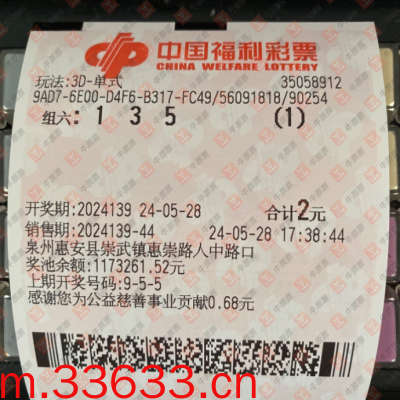 中国福利彩票
CHINA WELFARE LOTTERY
玩法:3D-单式 35058912
9AD7-6E00-D4F6-B317-FC49/56091818/90254
组六: 1 3 5 (1)
开奖期:2024139 24-05-28 合计2元
销售期:2024139-44 24-05-28 17:38:44
泉州惠安县崇武镇惠崇路人中路口
奖池余额:1173261.52元
上期开奖号码:9-5-5
感谢您为公益慈善事业贡献0.68元
m.33633.cn